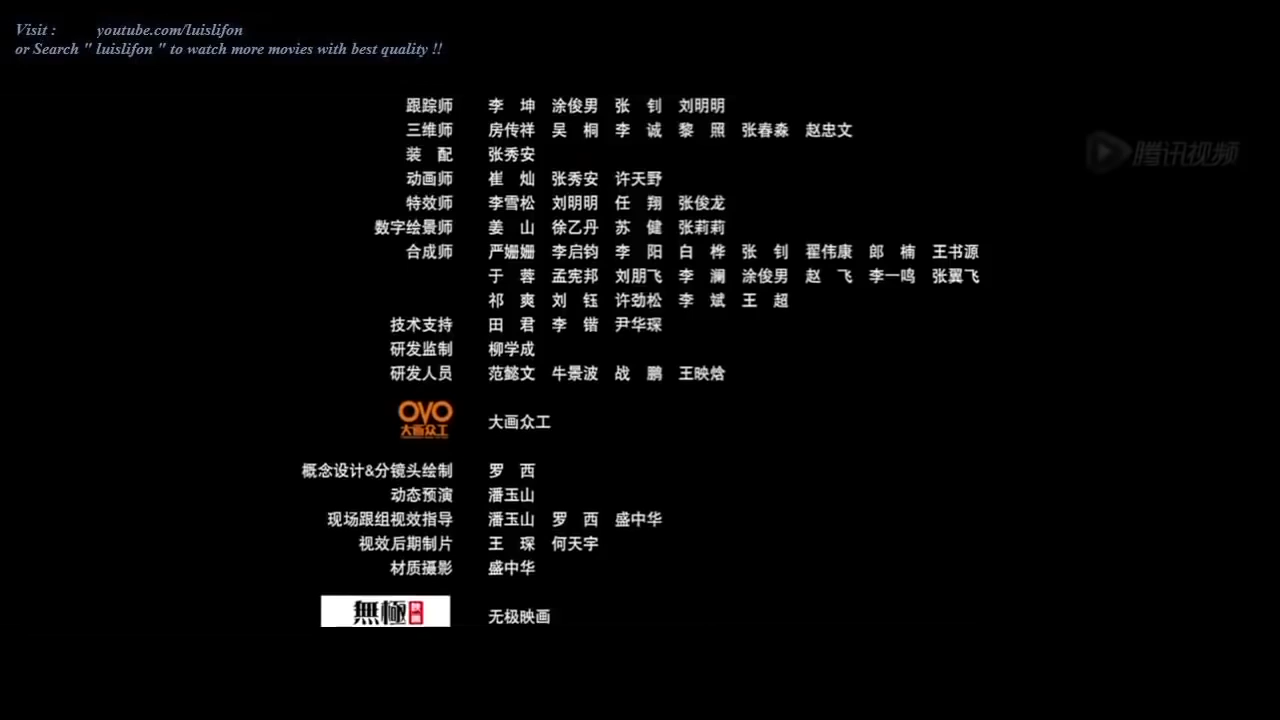 Visit : youtube.com/luislifon
or Search " luislifon " to watch more movies with best quality !!
跟踪师 李 坤 涂俊男 张 钊 刘明明
腾讯视频
三维师 房传祥 吴 桐 李 诚 黎 照 张春淼 赵忠文
装 配 张秀安
动画师 崔 灿 张秀安 许天野
特效师 李雪松 刘明明 任 翔 张俊龙
数字绘景师 姜 山 徐乙丹 苏 健 张莉莉
合成师 严姗姗 李启钧 李 阳 白 桦 张 钊 翟伟康 郎 楠 王书源
于 蓉 孟宪邦 刘朋飞 李 澜 涂俊男 赵 飞 李一鸣 张翼飞
祁 爽 刘 钰 许劲松 李 斌 王 超
技术支持 田 君 李 锴 尹华琛
研发监制 柳学成
研发人员 范懿文 牛景波 战 鹏 王映焓
OVO
大画众工
大画众工
概念设计&分镜头绘制 罗 西
动态预演 潘玉山
现场跟组视效指导 潘玉山 罗 西 盛中华
视效后期制片 王 琛 何天宇
材质摄影 盛中华
無極映画 无极映画